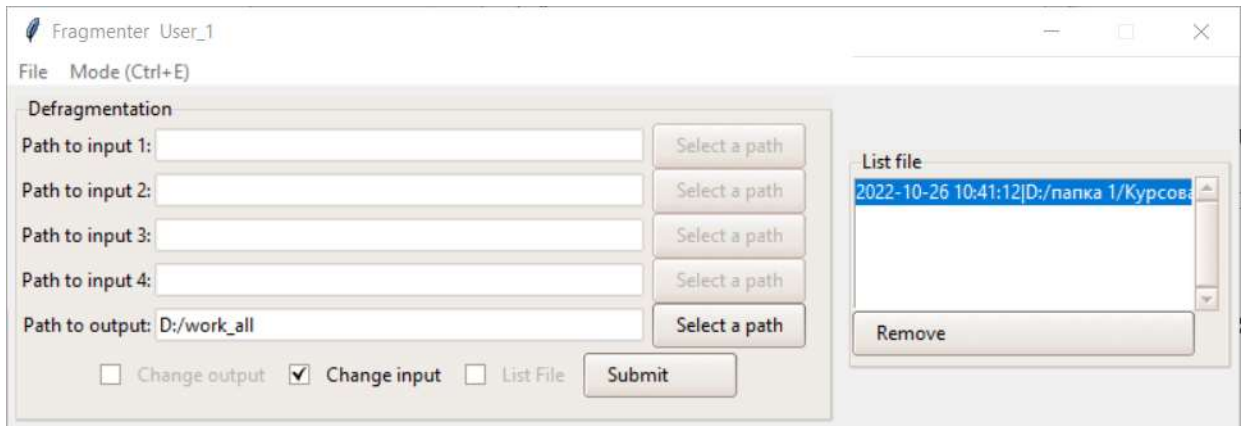 Fragmenter User_1
File Mode (Ctrl+E)
Defragmentation
Path to input 1: Select a path
Path to input 2: Select a path
Path to input 3: Select a path
Path to input 4: Select a path
Path to output: D:/work_all Select a path
Change output Change input List File Submit
List file
2022-10-26 10:41:12|D:/папка 1/Курсова
Remove